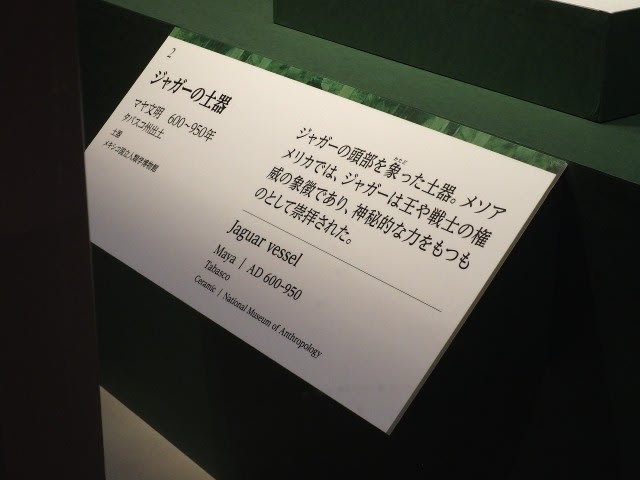 2
ジャガーの土器
マヤ文明 600~950年
タバスコ州出土
土器
メキシコ国立人類学博物館
ジャガーの頭部を象った土器。メソア
メリカでは、ジャガーは王や戦士の権
威の象徴であり、神秘的な力をもつも
のとして崇拝された。
Jaguar vessel
Maya | AD 600-950
Tabasco
Ceramic | National Museum of Anthropology